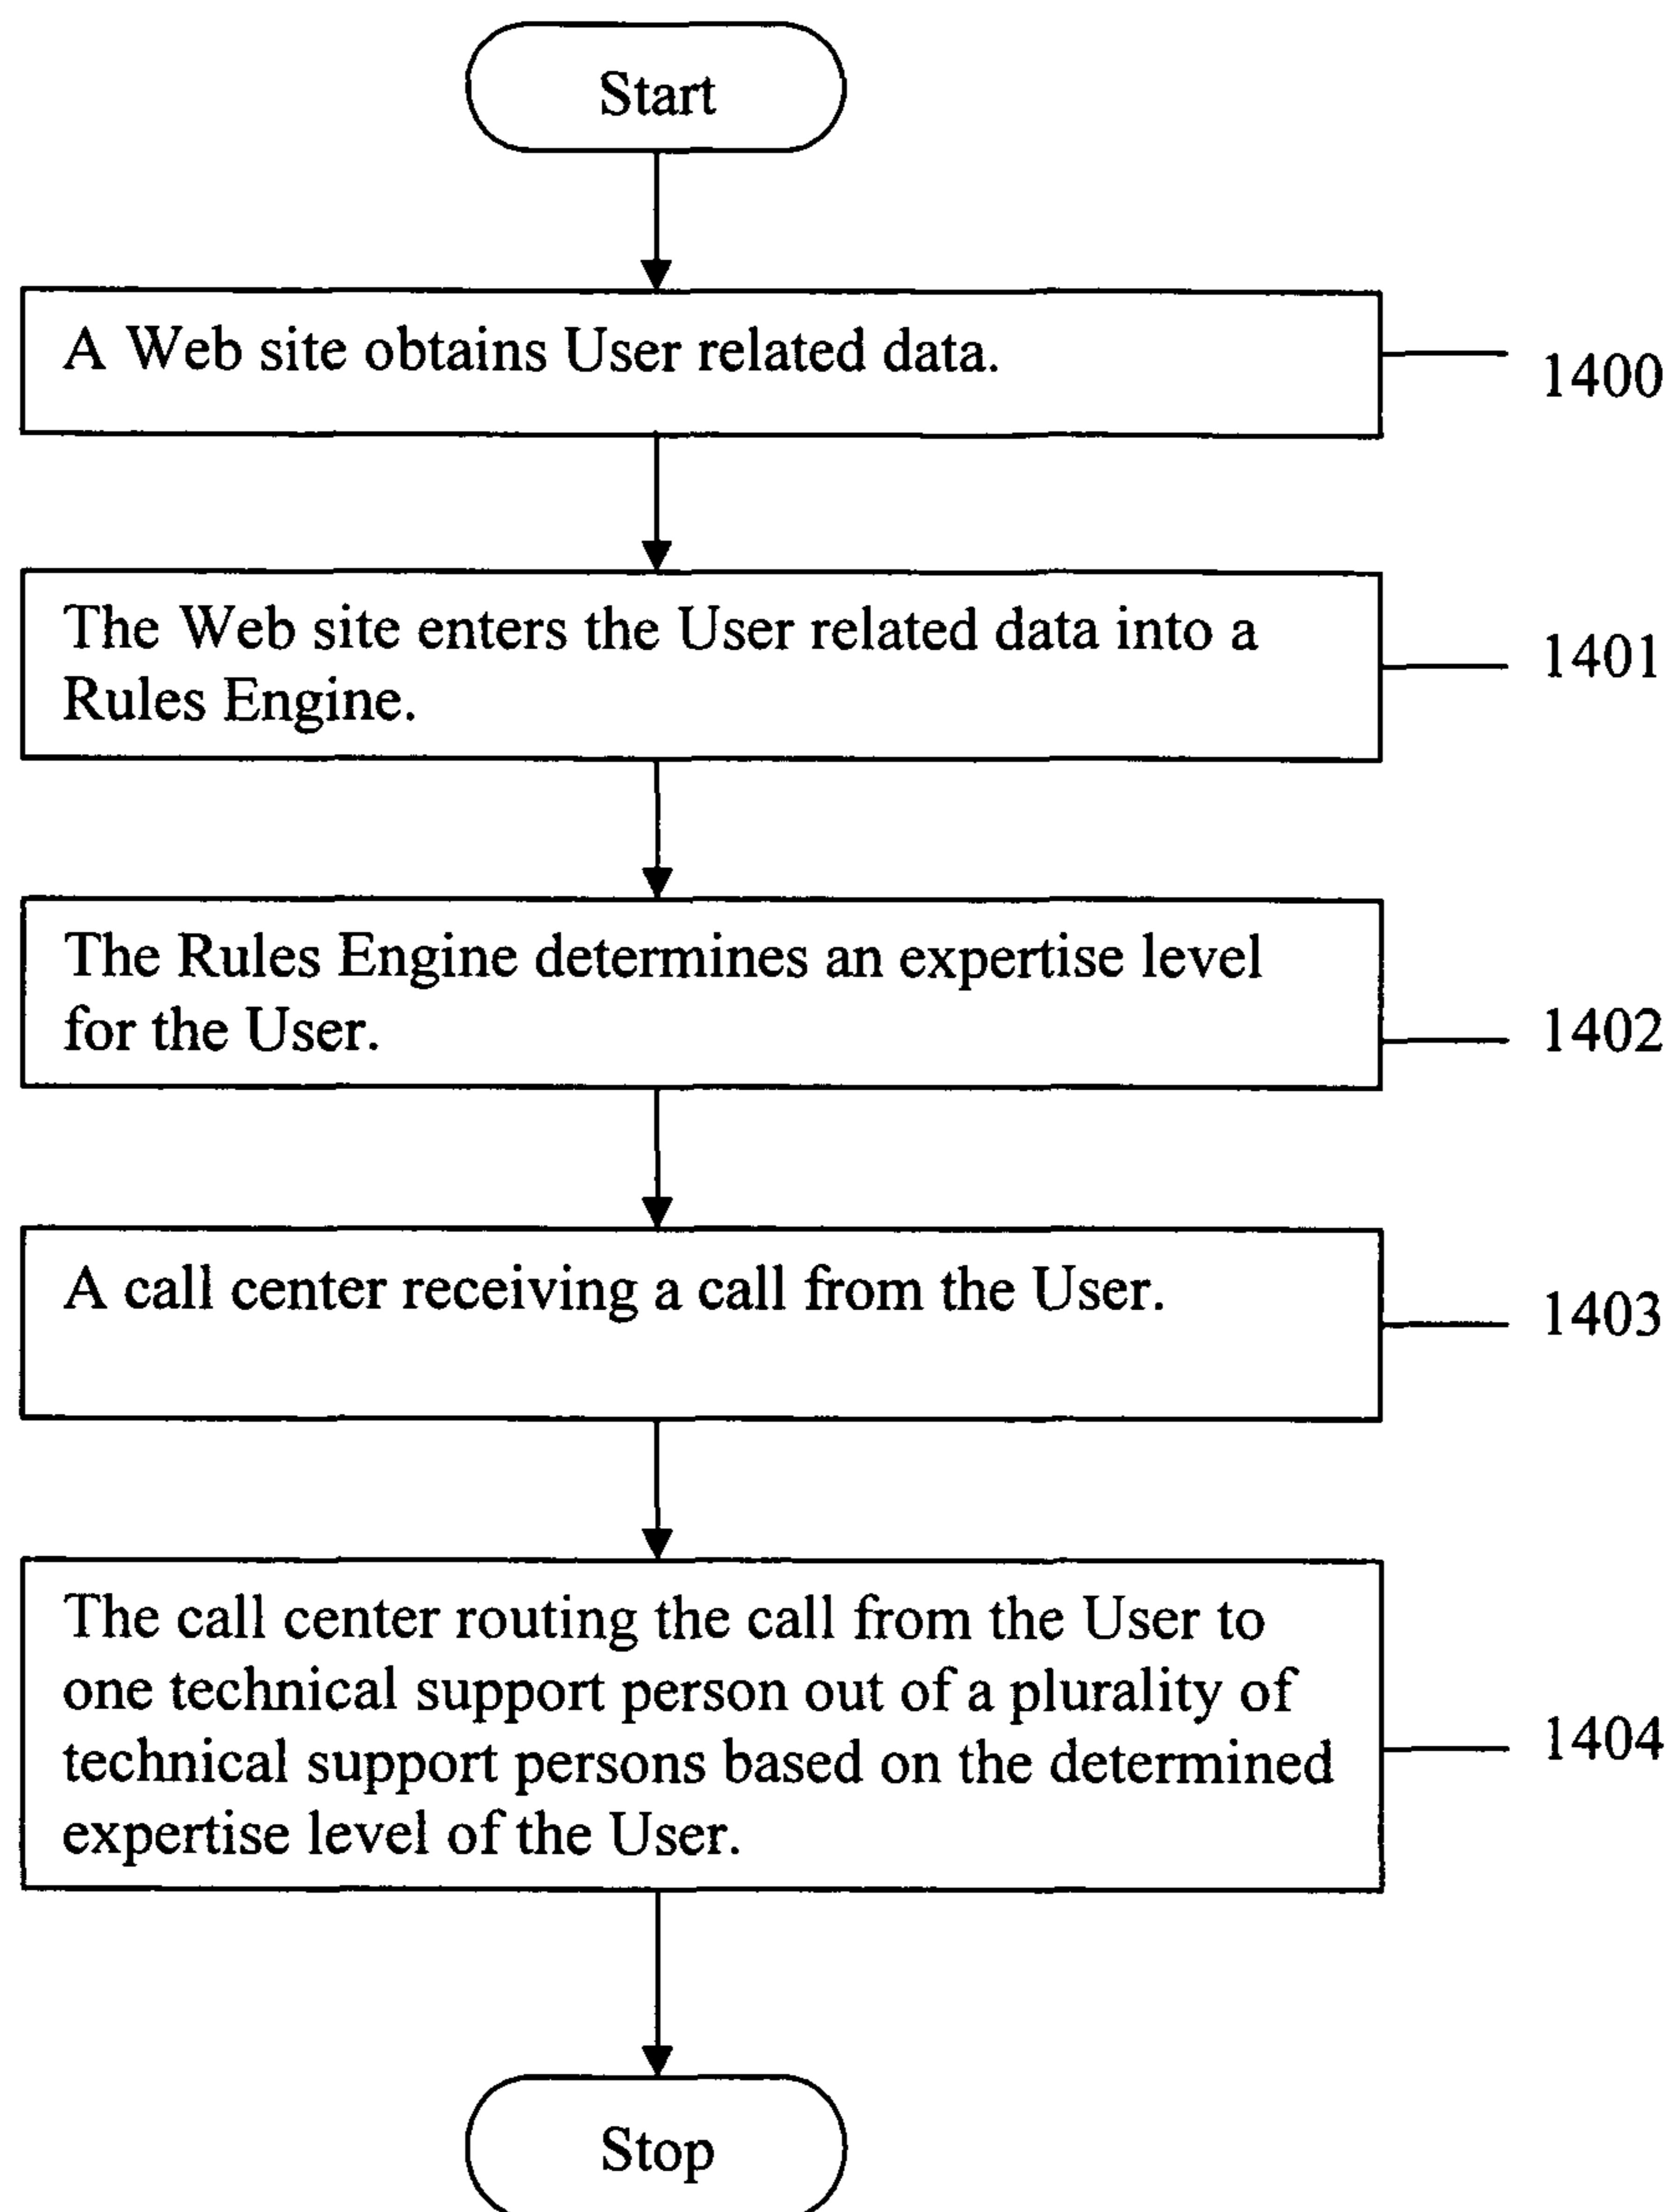 Start
A Web site obtains User related data.
1400
The Web site enters the User related data into a
Rules Engine.
1401
The Rules Engine determines an expertise level
for the User.
1402
A call center receiving a call from the User.
1403
The call center routing the call from the User to
one technical support person out of a plurality of
technical support persons based on the determined
expertise level of the User.
1404
Stop